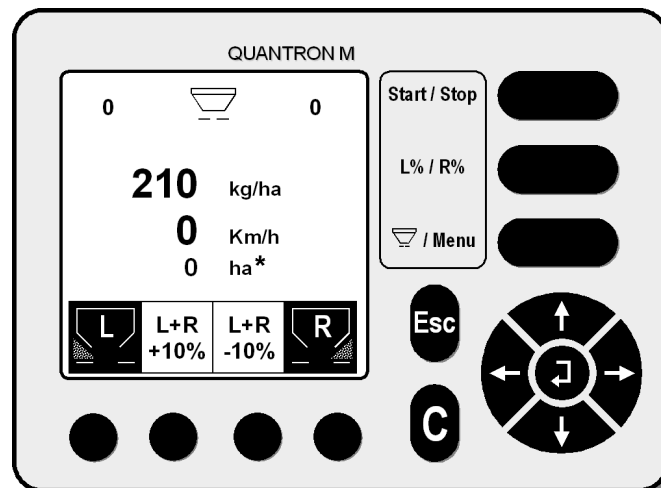 QUANTRON M
0 0
210 kg/ha
0 Km/h
0 ha*
L L+R +10% L+R -10% R
Start / Stop
L% / R%
/ Menu
Esc
C